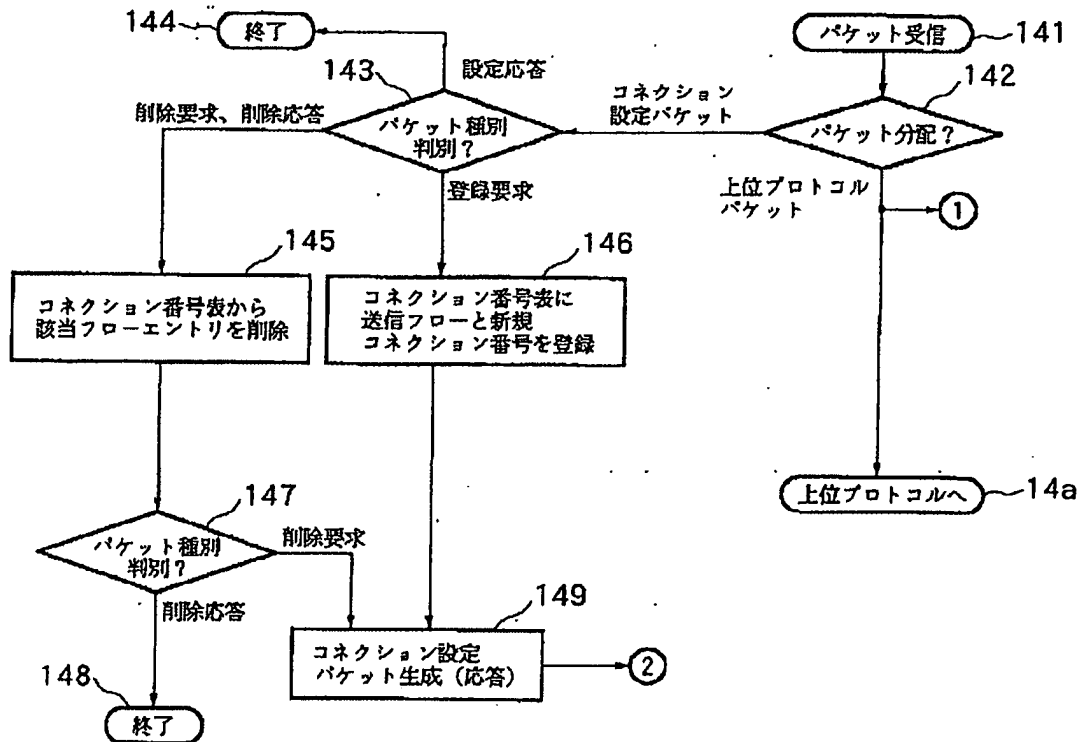 144
終了
パケット受信
141
143
設定応答
142
削除要求、削除応答
パケット種別
判別?
コネクション
設定パケット
パケット分配?
登録要求
上位プロトコル
パケット
1
145
146
コネクション番号表から
該当フローエントリを削除
コネクション番号表に
送信フローと新規
コネクション番号を登録
上位プロトコルへ
14a
147
パケット種別
判別?
削除要求
削除応答
149
コネクション設定
パケット生成(応答)
2
148
終了